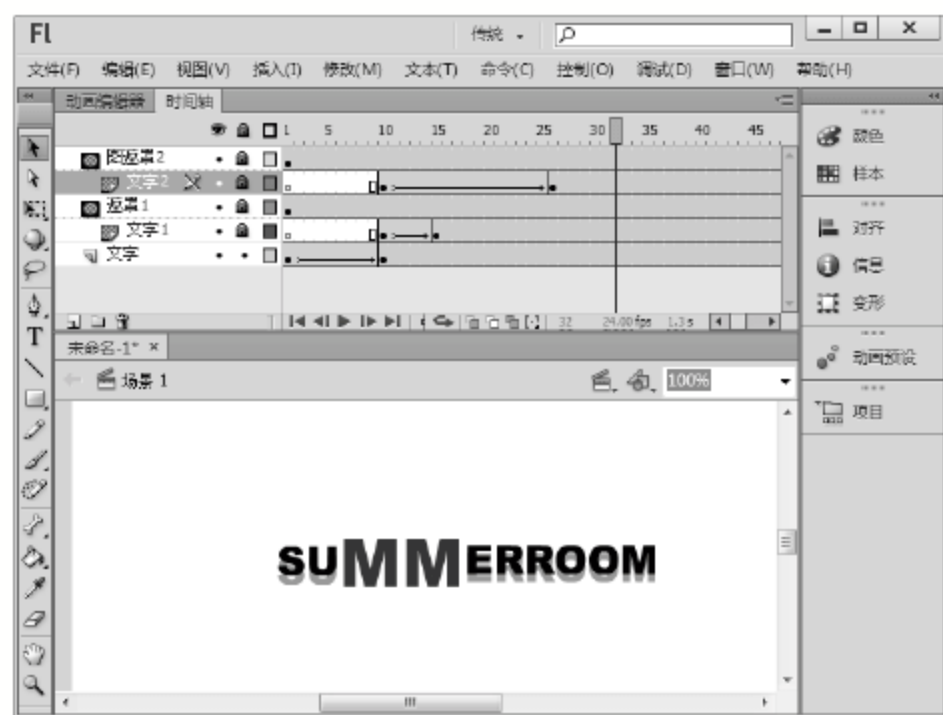 Fl 传统
文件(F) 编辑(E) 视图(V) 插入(I) 修改(M) 文本(T) 命令(C) 控制(O) 调试(D) 窗口(W) 帮助(H)
动画编辑器 时间轴
1 5 10 15 20 25 30 35 40 45
遮罩2
文字2
遮罩1
文字1
文字
32 24.00fps 1.3s
未命名-1* ×
场景 1 100%
SUMMERROOM
颜色
样本
对齐
信息
变形
动画预设
项目
T